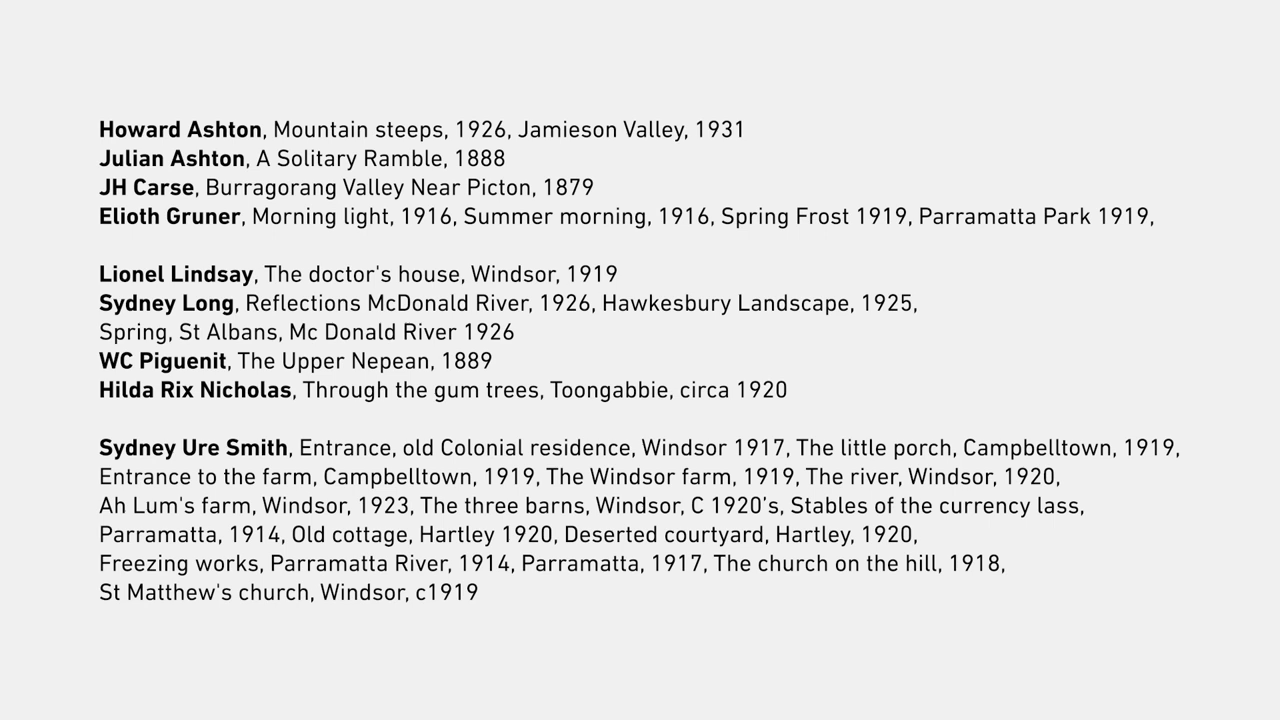 Howard Ashton, Mountain steeps, 1926, Jamieson Valley, 1931
Julian Ashton, A Solitary Ramble, 1888
JH Carse, Burragorang Valley Near Picton, 1879
Elioth Gruner, Morning light, 1916, Summer morning, 1916, Spring Frost 1919, Parramatta Park 1919,
Lionel Lindsay, The doctor's house, Windsor, 1919
Sydney Long, Reflections McDonald River, 1926, Hawkesbury Landscape, 1925,
Spring, St Albans, Mc Donald River 1926
WC Piguenit, The Upper Nepean, 1889
Hilda Rix Nicholas, Through the gum trees, Toongabbie, circa 1920
Sydney Ure Smith, Entrance, old Colonial residence, Windsor 1917, The little porch, Campbelltown, 1919,
Entrance to the farm, Campbelltown, 1919, The Windsor farm, 1919, The river, Windsor, 1920,
Ah Lum's farm, Windsor, 1923, The three barns, Windsor, C 1920’s, Stables of the currency lass,
Parramatta, 1914, Old cottage, Hartley 1920, Deserted courtyard, Hartley, 1920,
Freezing works, Parramatta River, 1914, Parramatta, 1917, The church on the hill, 1918,
St Matthew's church, Windsor, c1919